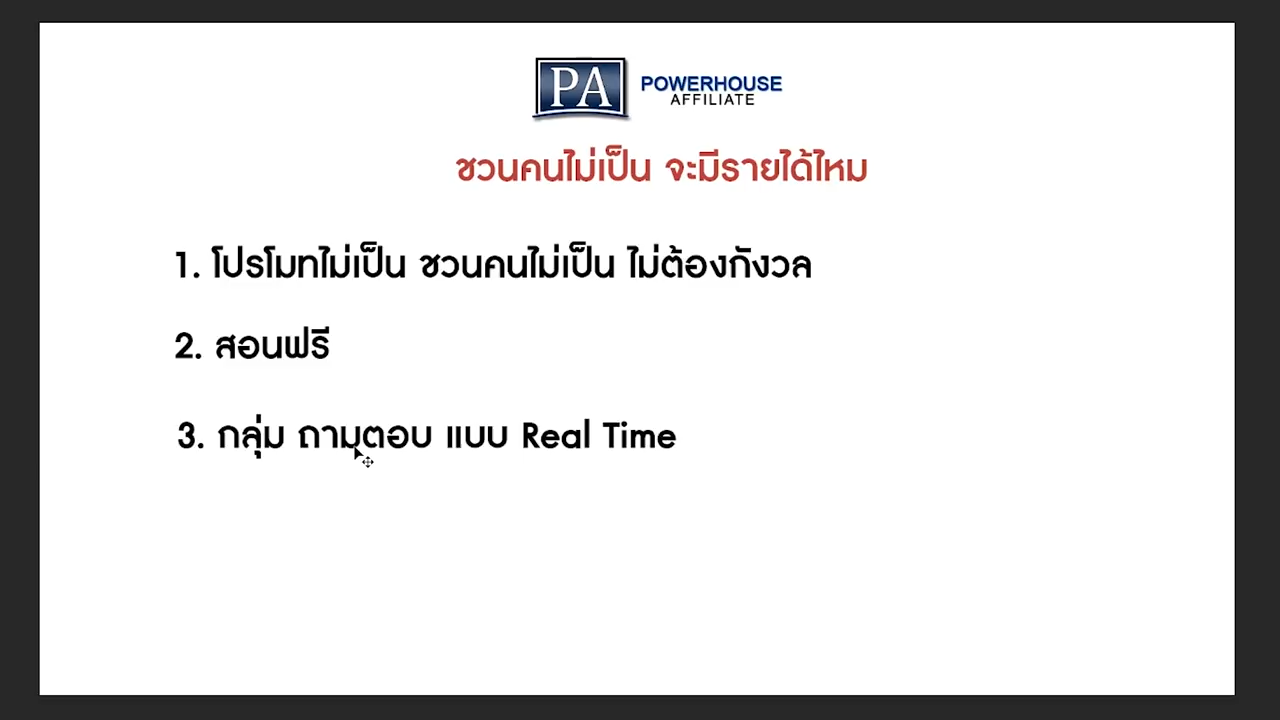 PA
POWERHOUSE
AFFILIATE
ชวนคนไม่เป็น จะมีรายได้ไหม
1. โปรโมทไม่เป็น ชวนคนไม่เป็น ไม่ต้องกังวล
2. สอนฟรี
3. กลุ่ม ถามตอบ แบบ Real Time